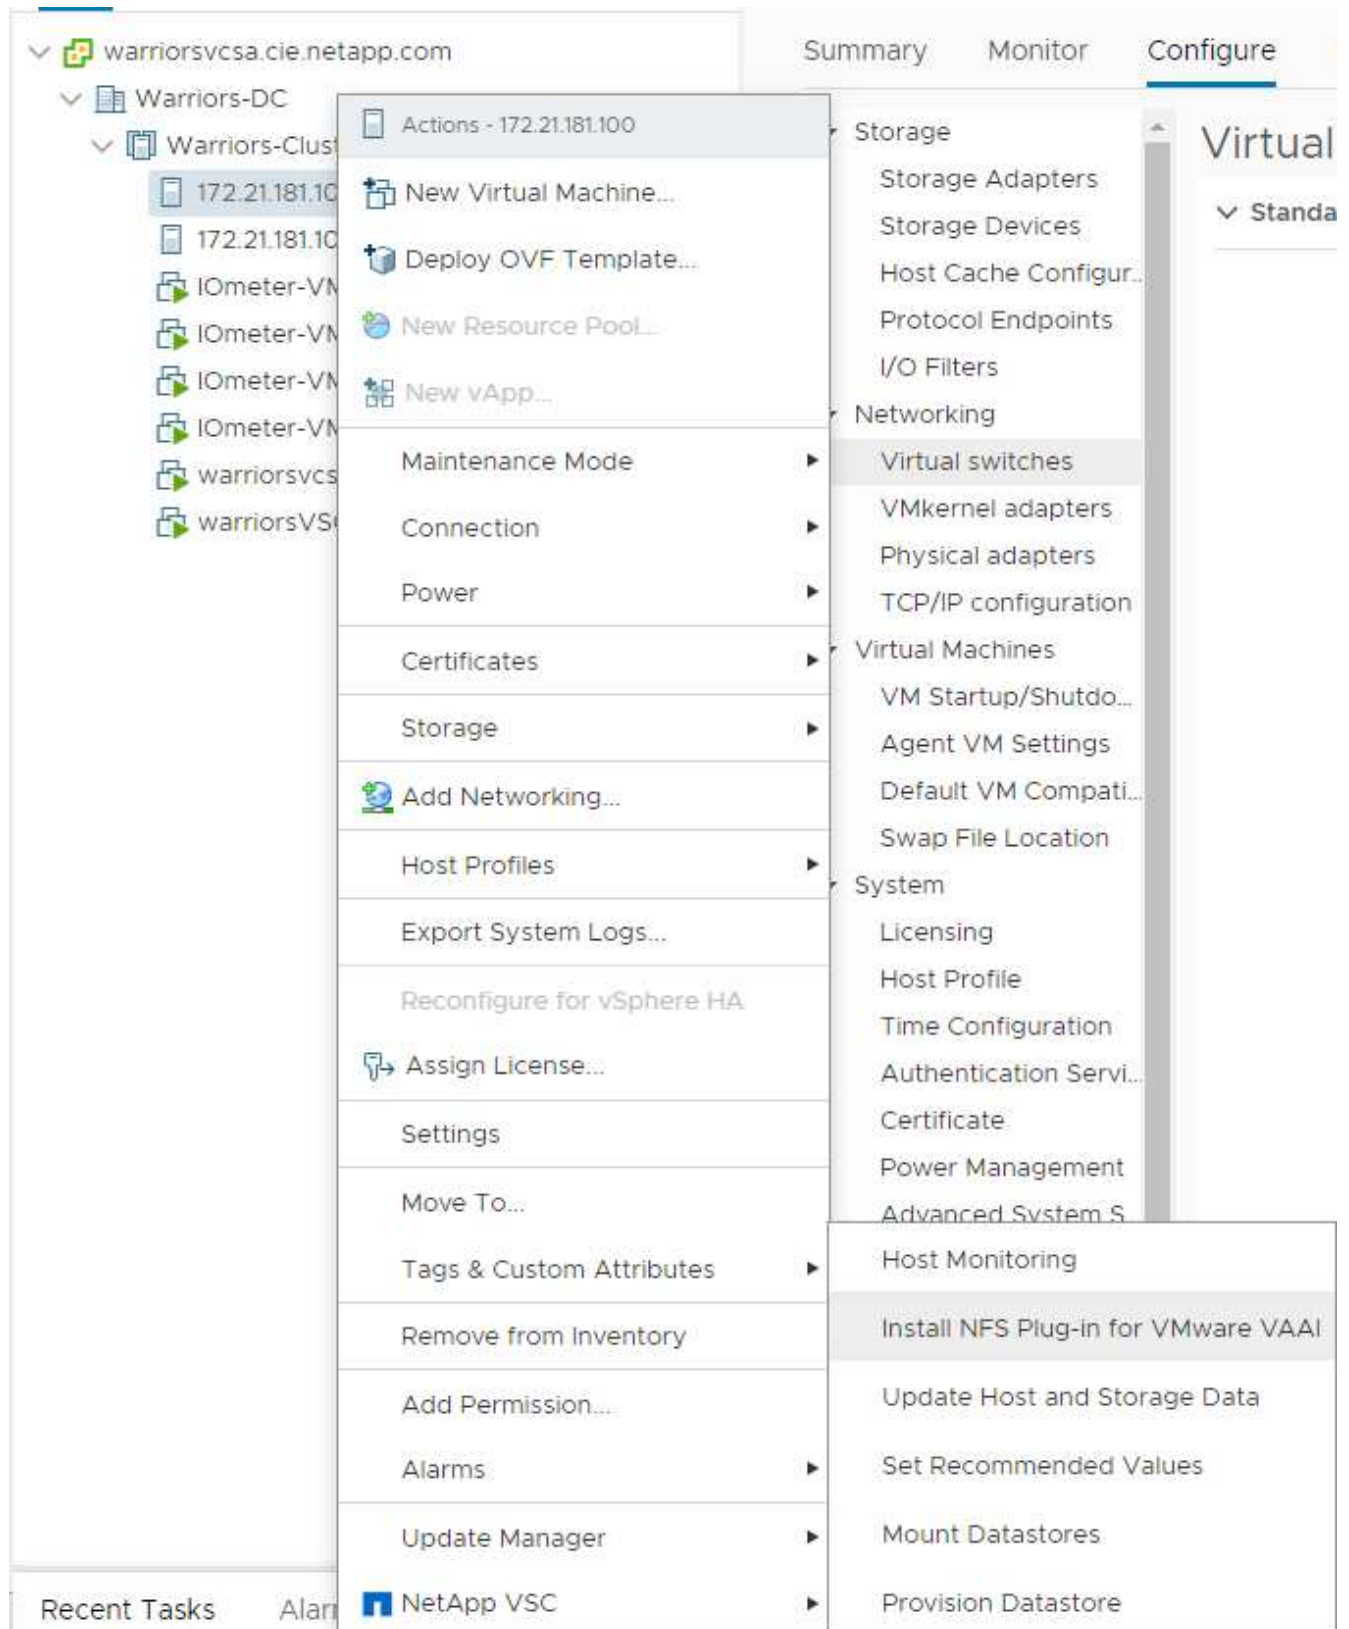 warriorsvcsa.cie.netapp.com
Warriors-DC
Warriors-Clust
172.21.181.10
172.21.181.10
IOmeter-VM
IOmeter-VM
IOmeter-VM
IOmeter-VM
warriorsvcs
warriorsVS
Recent Tasks
Alar
Actions - 172.21.181.100
New Virtual Machine...
Deploy OVF Template...
New Resource Pool...
New vApp...
Maintenance Mode
Connection
Power
Certificates
Storage
Add Networking...
Host Profiles
Export System Logs...
Reconfigure for vSphere HA
Assign License...
Settings
Move To...
Tags & Custom Attributes
Remove from Inventory
Add Permission...
Alarms
Update Manager
NetApp VSC
Summary Monitor Configure
Storage
Storage Adapters
Storage Devices
Host Cache Configur...
Protocol Endpoints
I/O Filters
Networking
Virtual switches
VMkernel adapters
Physical adapters
TCP/IP configuration
Virtual Machines
VM Startup/Shutdo...
Agent VM Settings
Default VM Compati...
Swap File Location
System
Licensing
Host Profile
Time Configuration
Authentication Servi...
Certificate
Power Management
Advanced System S
Host Monitoring
Install NFS Plug-in for VMware VAAI
Update Host and Storage Data
Set Recommended Values
Mount Datastores
Provision Datastore
Virtual
Standa